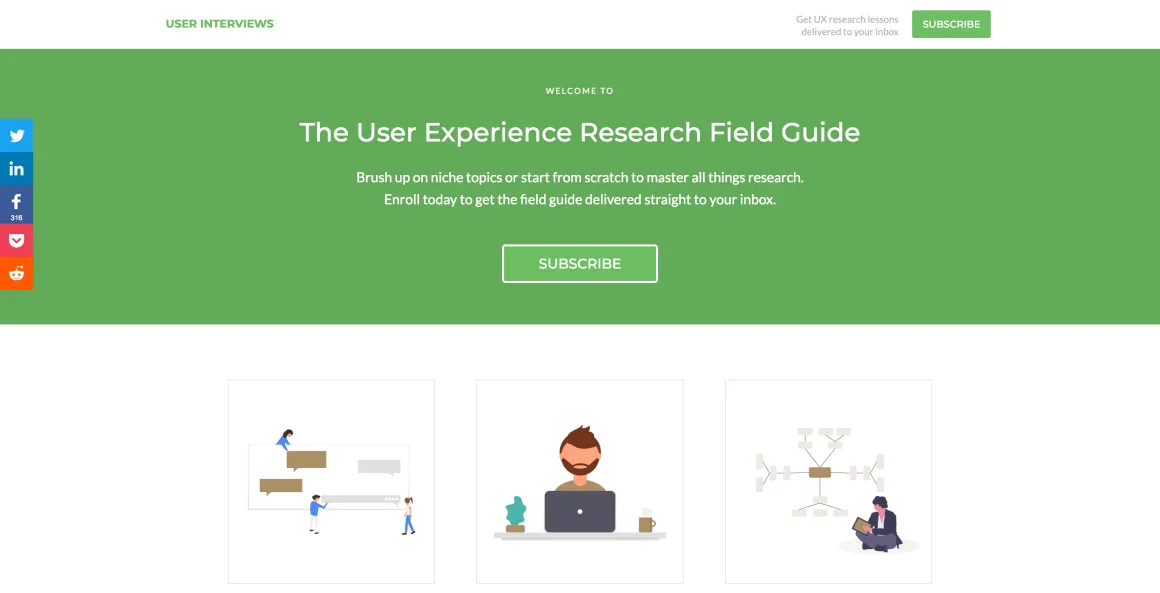 USER INTERVIEWS
Get UX research lessons
delivered to your inbox
SUBSCRIBE
WELCOME TO
The User Experience Research Field Guide
Brush up on niche topics or start from scratch to master all things research.
Enroll today to get the field guide delivered straight to your inbox.
SUBSCRIBE
316